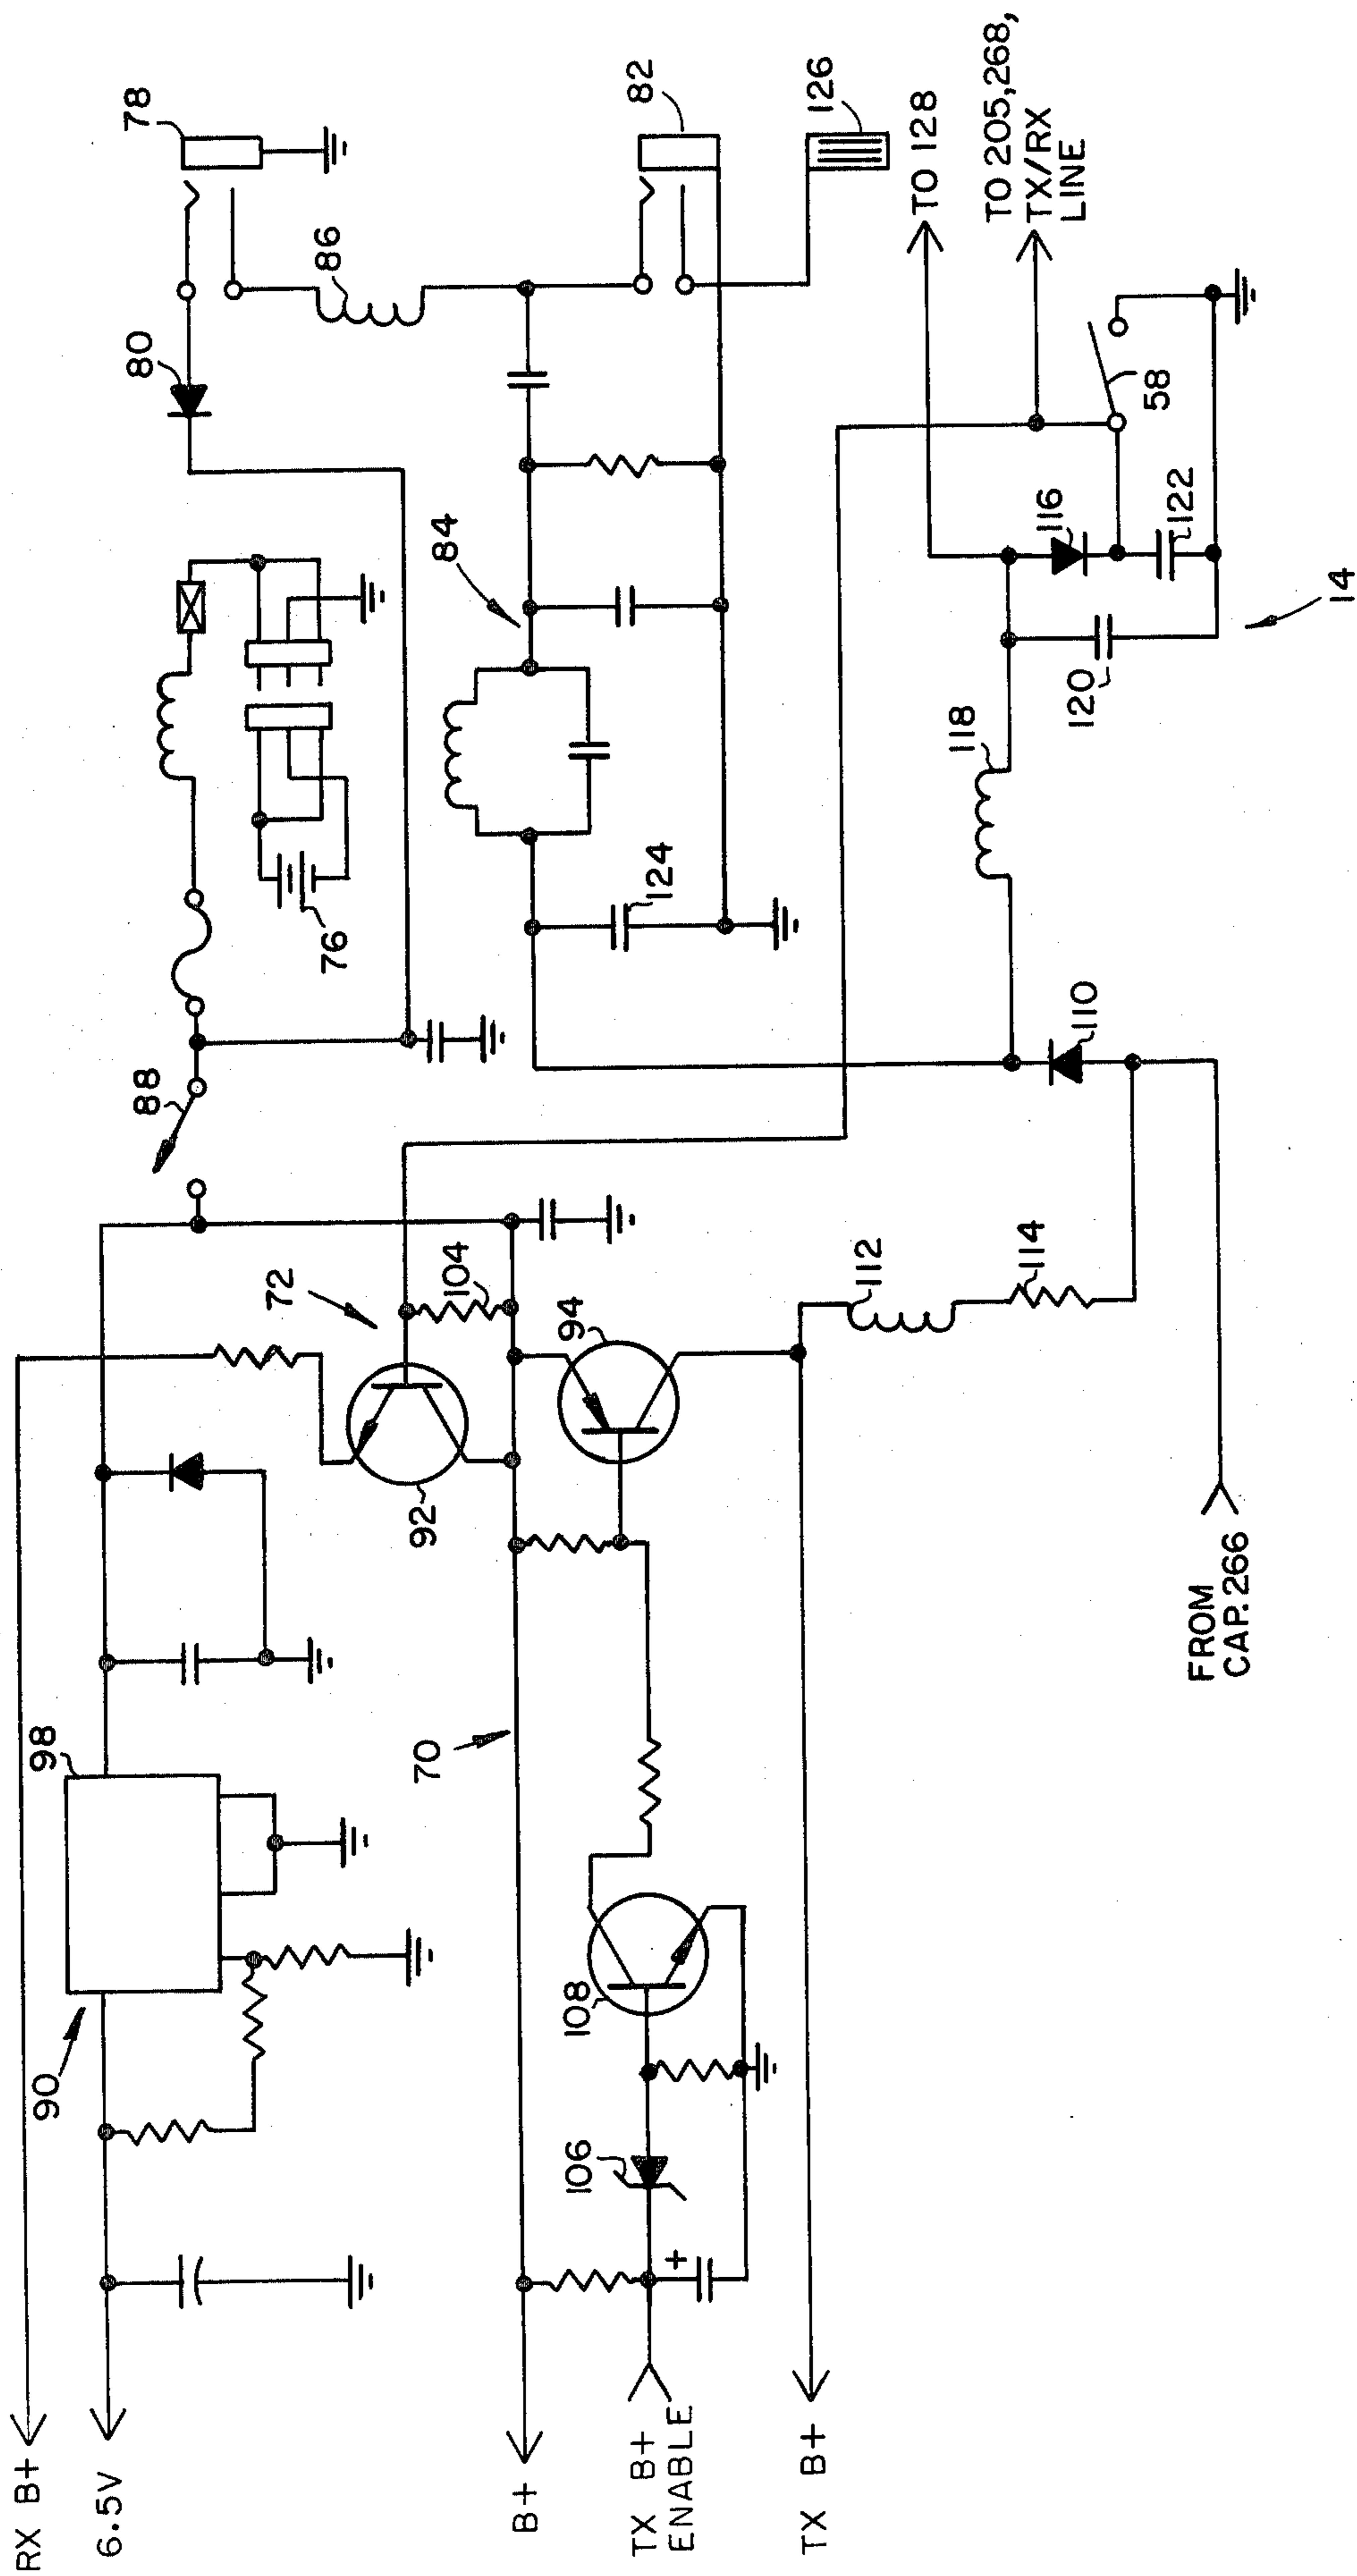 RX B+
6.5V
B+
TX B+
ENABLE
TX B+
90
98
70
72
92
104
94
106
108
112
114
FROM
CAP. 266
88
76
80
78
86
84
82
124
126
110
118
120
116
122
58
14
TO 128
TO 205,268,
TX/RX
LINE
+